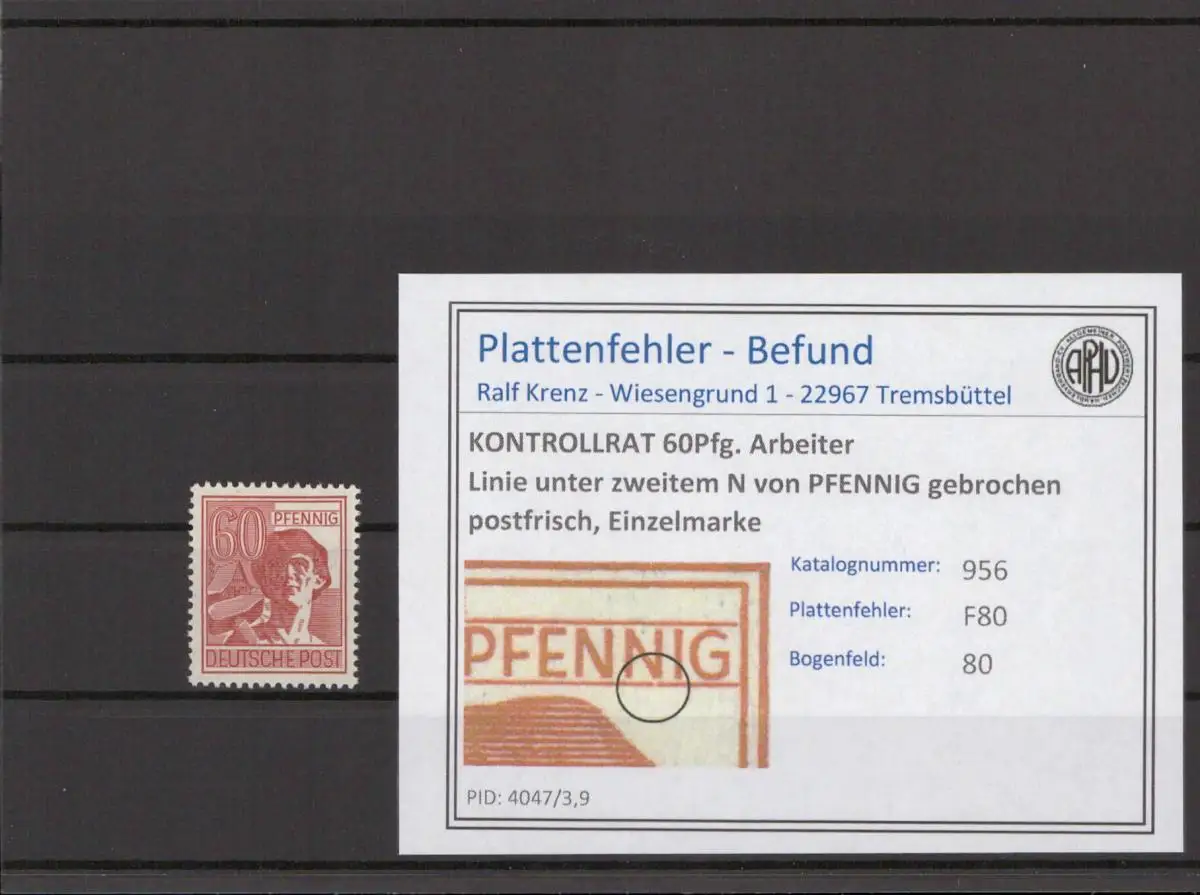 60 PFENNIG
DEUTSCHE POST
Plattenfehler - Befund
Ralf Krenz - Wiesengrund 1 - 22967 Tremsbüttel
APHV
KONTROLLRAT 60Pfg. Arbeiter
Linie unter zweitem N von PFENNIG gebrochen
postfrisch, Einzelmarke
PFENNIG
Katalognummer: 956
Plattenfehler: F80
Bogenfeld: 80
PID: 4047/3,9